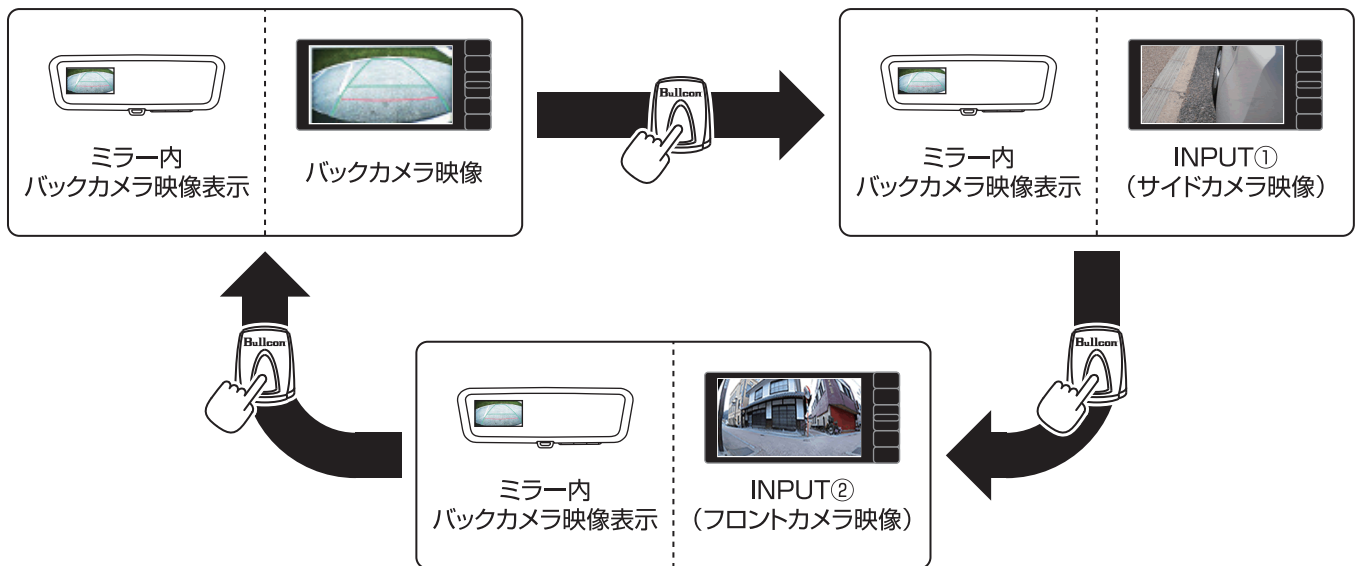 ミラー内
バックカメラ映像表示
バックカメラ映像
Bullcon
ミラー内
バックカメラ映像表示
INPUT①
（サイドカメラ映像）
Bullcon
Bullcon
ミラー内
バックカメラ映像表示
INPUT②
（フロントカメラ映像）